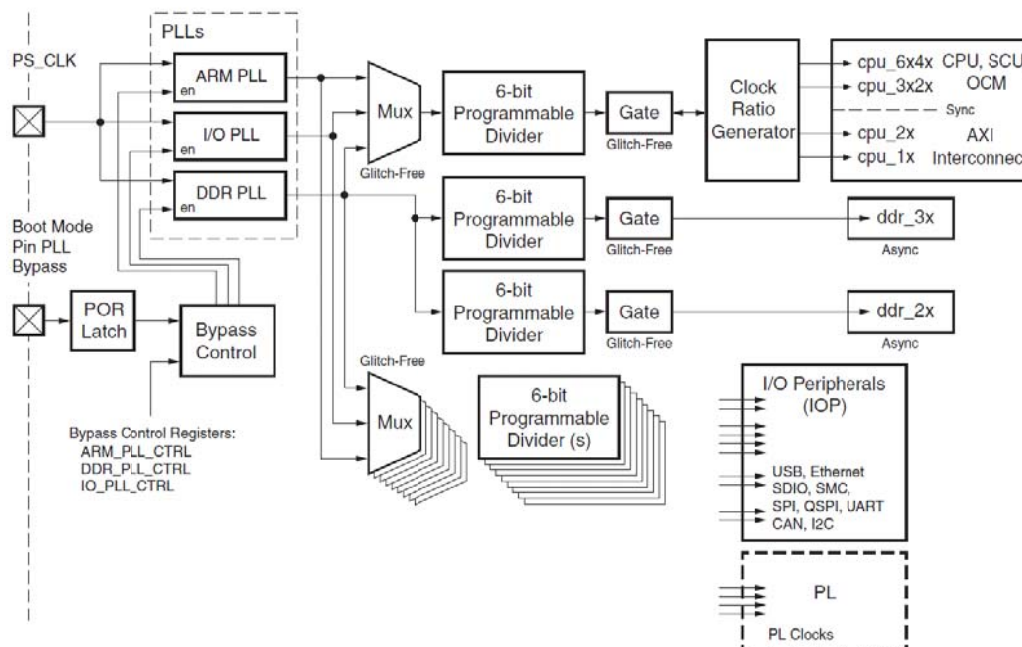 PLLs
PS_CLK
ARM PLL
en
I/O PLL
en
DDR PLL
en
Mux
Glitch-Free
6-bit
Programmable
Divider
Gate
Glitch-Free
Clock
Ratio
Generator
cpu_6x4x CPU, SCU
cpu_3x2x OCM
Sync
cpu_2x AXI
cpu_1x Interconnec
6-bit
Programmable
Divider
Gate
Glitch-Free
ddr_3x
Async
6-bit
Programmable
Divider
Gate
Glitch-Free
ddr_2x
Async
Boot Mode
Pin PLL
Bypass
POR
Latch
Bypass
Control
Bypass Control Registers:
ARM_PLL_CTRL
DDR_PLL_CTRL
IO_PLL_CTRL
Glitch-Free
Mux
6-bit
Programmable
Divider (s)
I/O Peripherals
(IOP)
USB, Ethernet
SDIO, SMC,
SPI, QSPI, UART
CAN, I2C
PL
PL Clocks